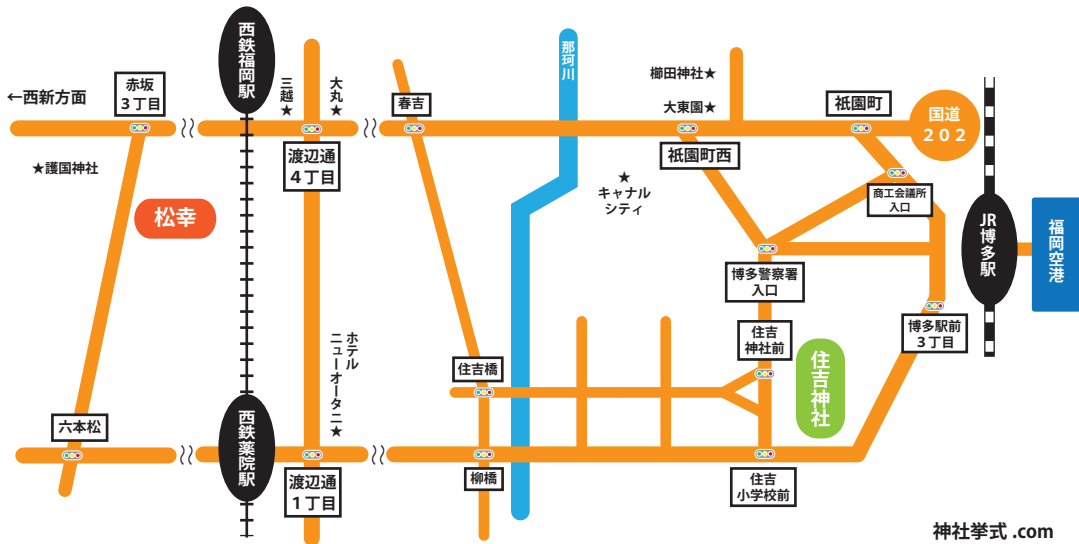 ←西新方面
赤坂
3丁目
★護国神社
松幸
六本松
西鉄福岡駅
三越★
大丸★
渡辺通
4丁目
ホテル
ニューオータニ★
西鉄薬院駅
渡辺通
1丁目
春吉
住吉橋
柳橋
那珂川
櫛田神社★
大東園★
祇園町西
★
キャナル
シティ
祇園町
国道
202
商工会議所
入口
博多警察署
入口
住吉
神社前
住吉神社
住吉
小学校前
博多駅前
3丁目
JR博多駅
福岡空港
神社挙式.com